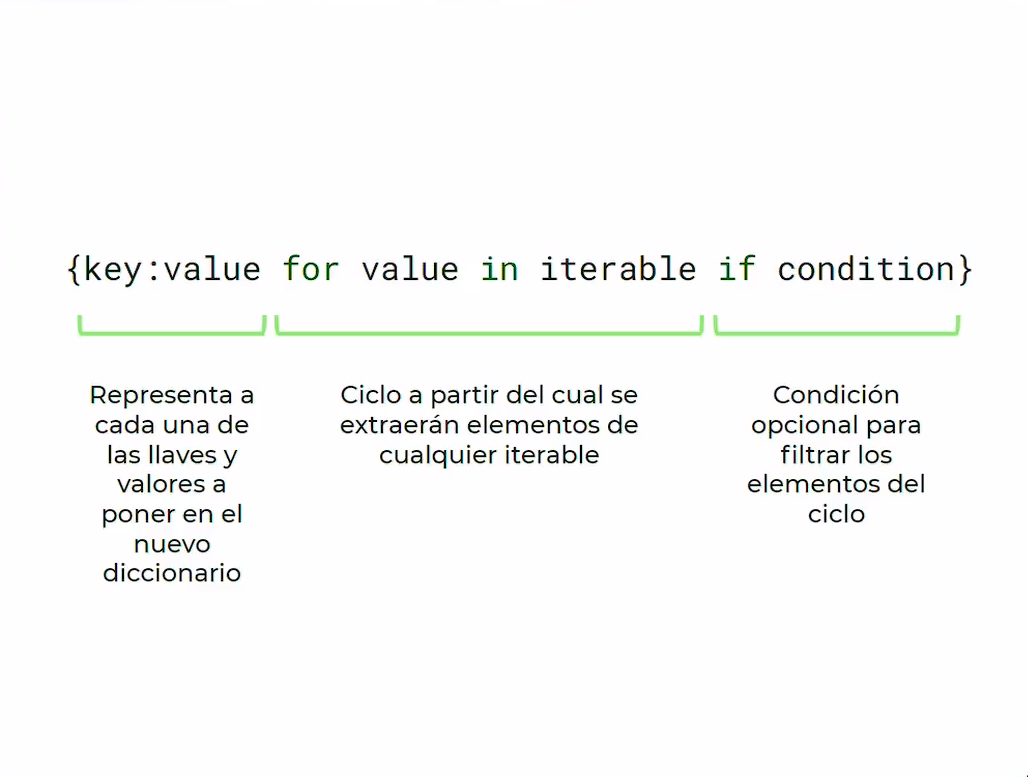 {key:value for value in iterable if condition}
Representa a
cada una de
las llaves y
valores a
poner en el
nuevo
diccionario
Ciclo a partir del cual se
extraerán elementos de
cualquier iterable
Condición
opcional para
filtrar los
elementos del
ciclo